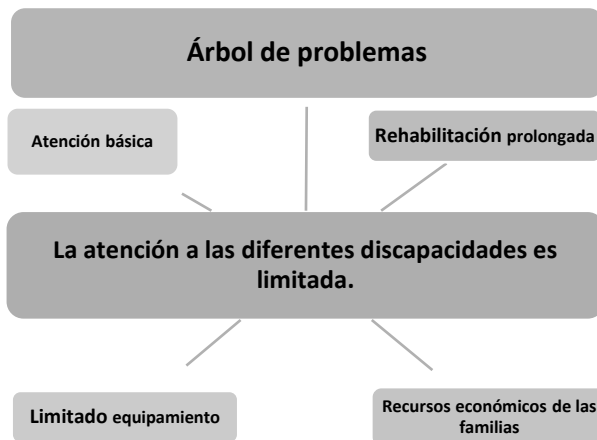 Árbol de problemas
Atención básica
Rehabilitación prolongada
La atención a las diferentes discapacidades es
limitada.
Limitado equipamiento
Recursos económicos de las
familias